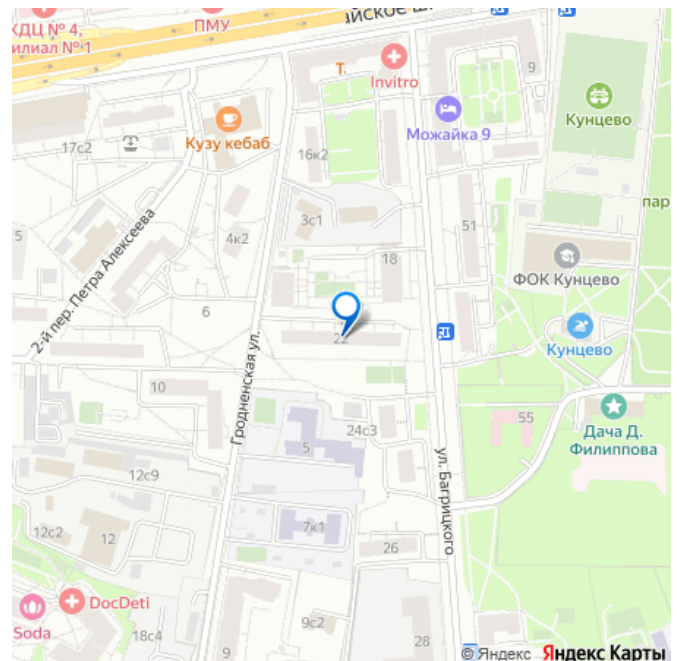 КДЦ № 4,
филиал № 1
ПМУ
Т.
Invitro
9
Кунцево
Можайка 9
17с2
Кузу кебаб
16к2
пар
3с1
51
5
4к2
18
ФОК Кунцево
2-й пер. Петра Алексеева
6
22
Кунцево
Гродненская ул.
10
24с3
55
Дача Д.
Филиппова
5
ул. Багрицкого
12с9
12с2
12
7к1
26
DocDeti
Soda
18с4
9с2
9
28
© Яндекс Яндекс Карты